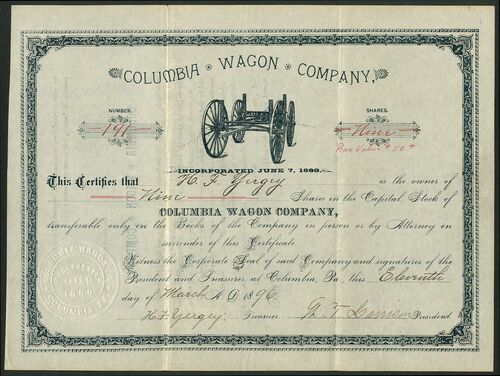 COLUMBIA WAGON COMPANY,
NUMBER
191
SHARES.
Nine
Par Value $50.
INCORPORATED JUNE 7, 1889.
This Certifies that H. F. Yergey is the owner of
Nine Shares in the Capital Stock of
COLUMBIA WAGON COMPANY,
transferable only on the Books of the Company in person or by Attorney on
surrender of this Certificate.
Witness the Corporate Seal of said Company and signatures of the
President and Treasurer at Columbia, Pa., this Eleventh
day of March A.D. 1896.
H. F. Yergey, Treasurer. President.